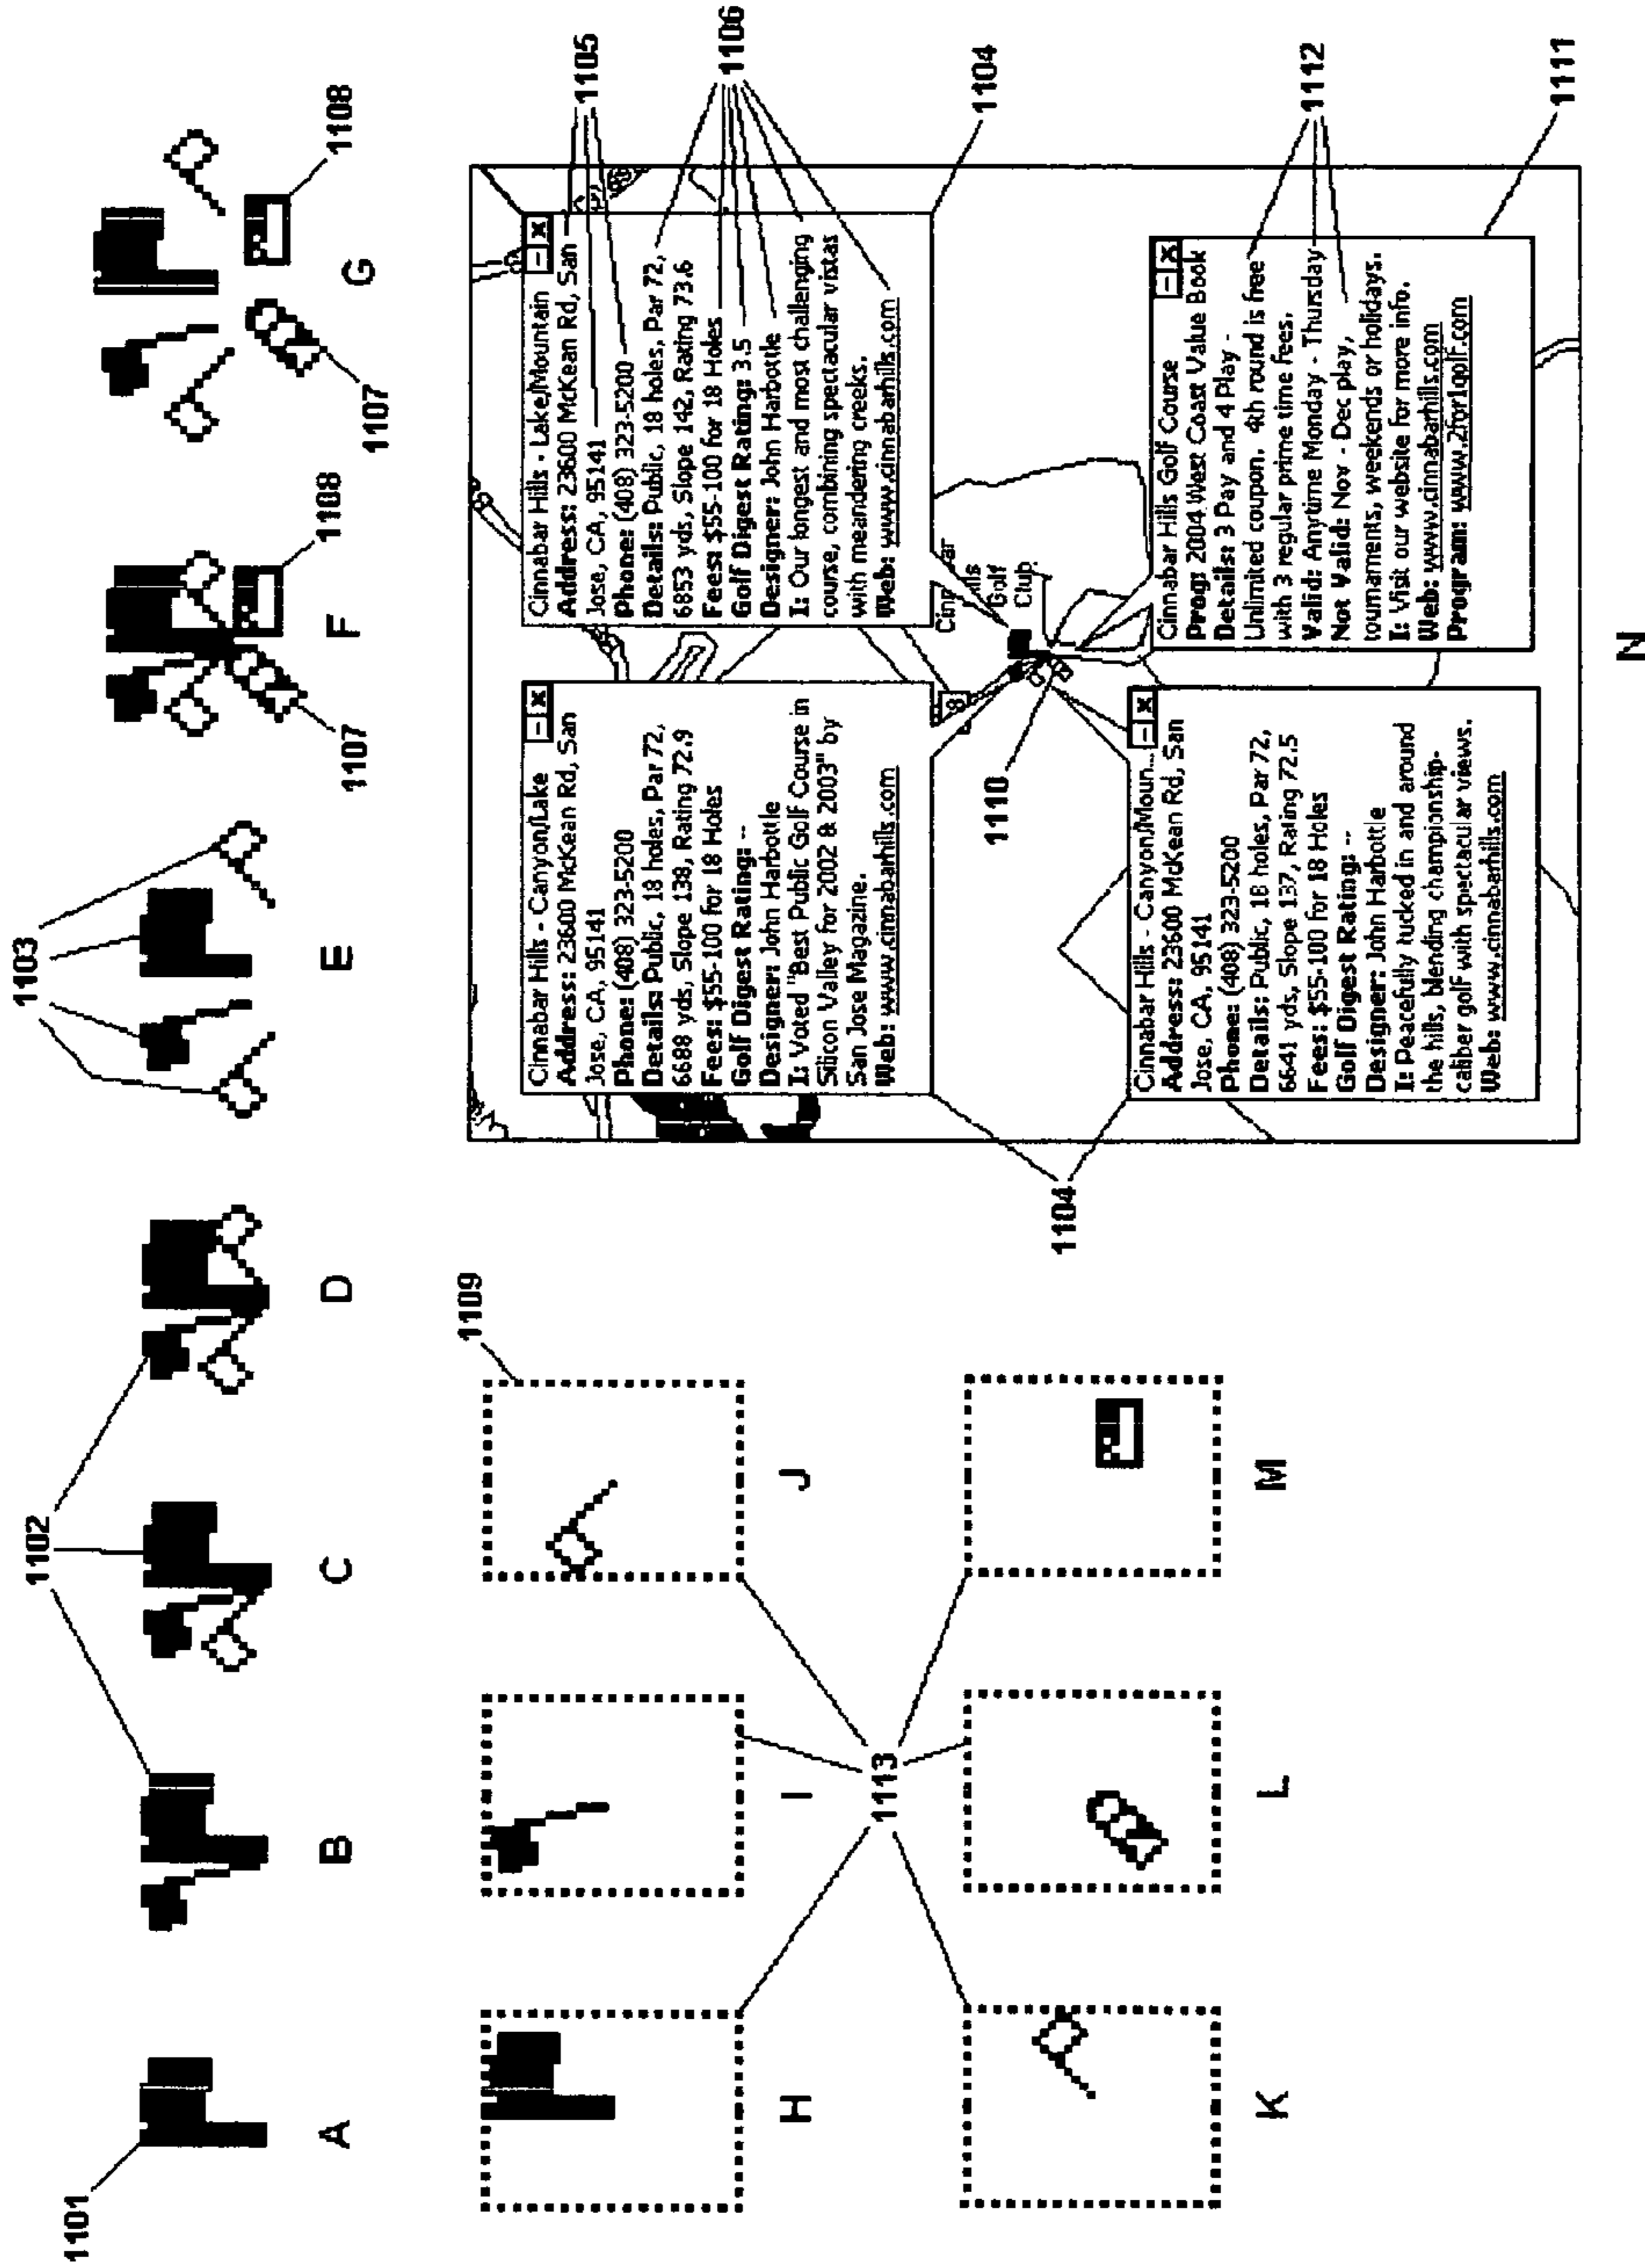 1101
1102
1103
1107
1108
1107
1108
A
B
C
D
E
F
G
1109
H
I
J
1113
K
L
M
Cinnabar Hills - Canyon/Lake
Address: 23600 McKean Rd, San
Jose, CA, 95141
Phone: (408) 323-5200
Details: Public, 18 holes, Par 72,
6688 yds, Slope 138, Rating 72.9
Fees: $55-100 for 18 Holes
Golf Digest Rating: --
Designer: John Harbottle
I: Voted "Best Public Golf Course in
Silicon Valley for 2002 & 2003" by
San Jose Magazine.
Web: www.cinnabarhills.com
Cinnabar Hills - Lake/Mountain
Address: 23600 McKean Rd, San
Jose, CA, 95141
Phone: (408) 323-5200
Details: Public, 18 holes, Par 72,
6853 yds, Slope 142, Rating 73.6
Fees: $55-100 for 18 Holes
Golf Digest Rating: 3.5
Designer: John Harbottle
I: Our longest and most challenging
course, combining spectacular vistas
with meandering creeks.
Web: www.cinnabarhills.com
1105
1106
1104
Hills
Golf
Club
1110
1104
Cinnabar Hills - Canyon/Moun...
Address: 23600 McKean Rd, San
Jose, CA, 95141
Phone: (408) 323-5200
Details: Public, 18 holes, Par 72,
6641 yds, Slope 137, Rating 72.5
Fees: $55-100 for 18 Holes
Golf Digest Rating: --
Designer: John Harbottle
I: Peacefully tucked in and around
the hills, blending championship-
caliber golf with spectacular views.
Web: www.cinnabarhills.com
Cinnabar Hills Golf Course
Prog: 2004 West Coast Value Book
Details: 3 Pay and 4 Play -
Unlimited coupon. 4th round is free
with 3 regular prime time fees.
Valid: Anytime Monday - Thursday
Not Valid: Nov - Dec play,
tournaments, weekends or holidays.
I: Visit our website for more info.
Web: www.cinnabarhills.com
Program: www.2for1golf.com
1112
1111
N